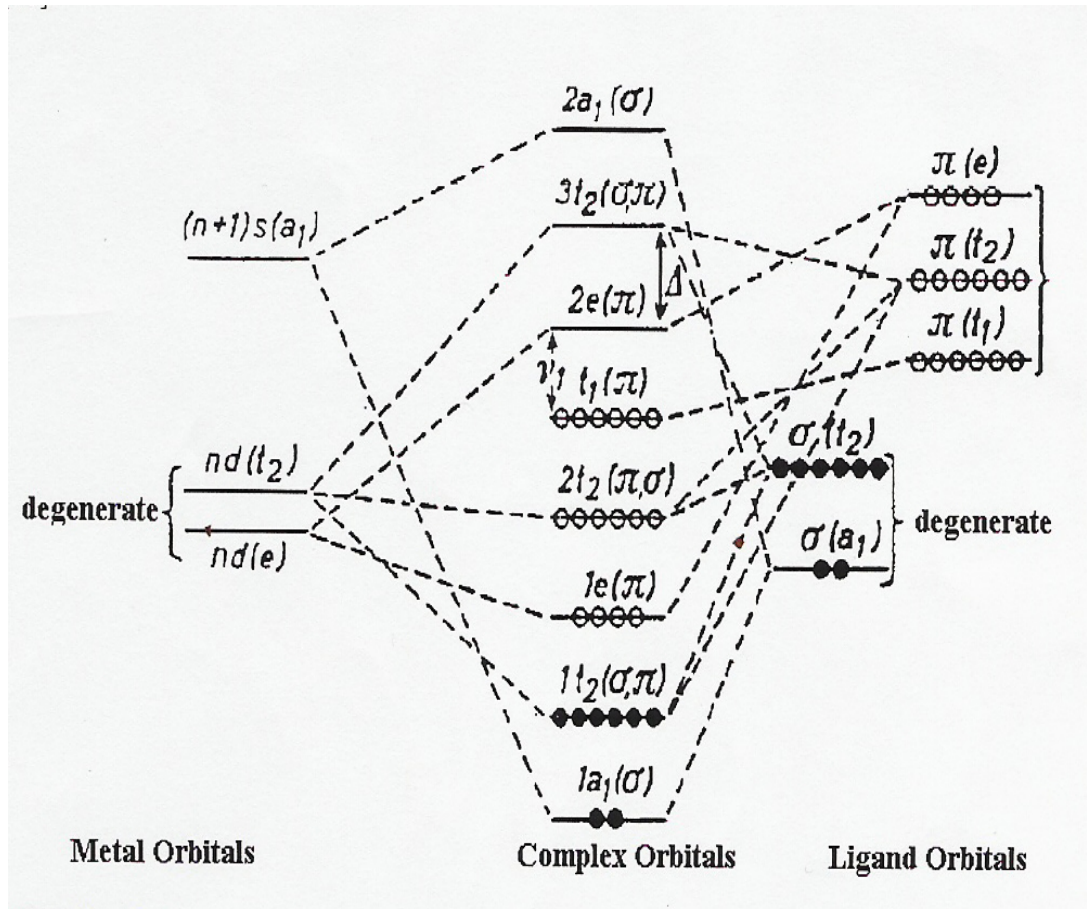 2a₁(σ)
π(e)
3t₂(σ,π)
(n+1)s(a₁)
π(t₂)
Δ
2e(π)
π(t₁)
ν₁
t₁(π)
σ(t₂)
nd(t₂)
2t₂(π,σ)
degenerate
degenerate
σ(a₁)
nd(e)
1e(π)
1t₂(σ,π)
1a₁(σ)
Metal Orbitals
Complex Orbitals
Ligand Orbitals